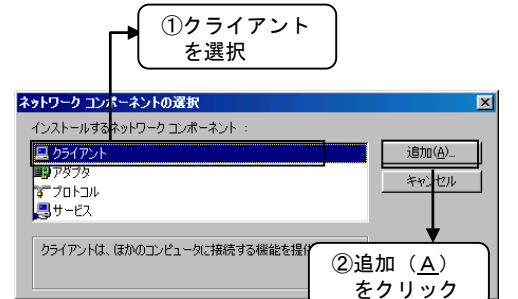 ①クライアント
を選択
ネットワーク コンポーネントの選択
インストールするネットワーク コンポーネント :
クライアント
アダプタ
プロトコル
サービス
追加(A)...
キャンセル
クライアントは、ほかのコンピュータに接続する機能を提供
②追加（A）
をクリック